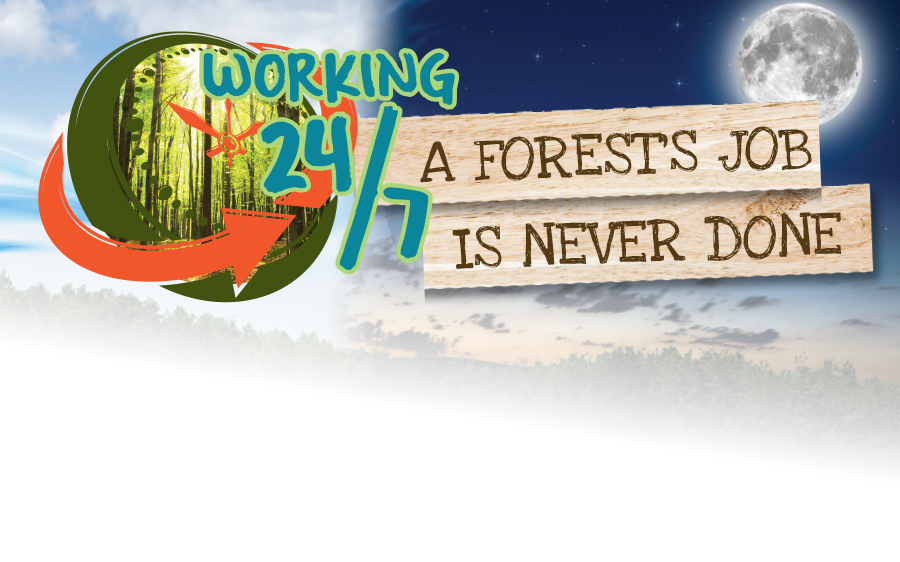 WORKING
24/7
A FOREST'S JOB
IS NEVER DONE